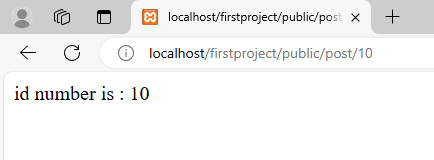 localhost/firstproject/public/post
localhost/firstproject/public/post/10
id number is : 10